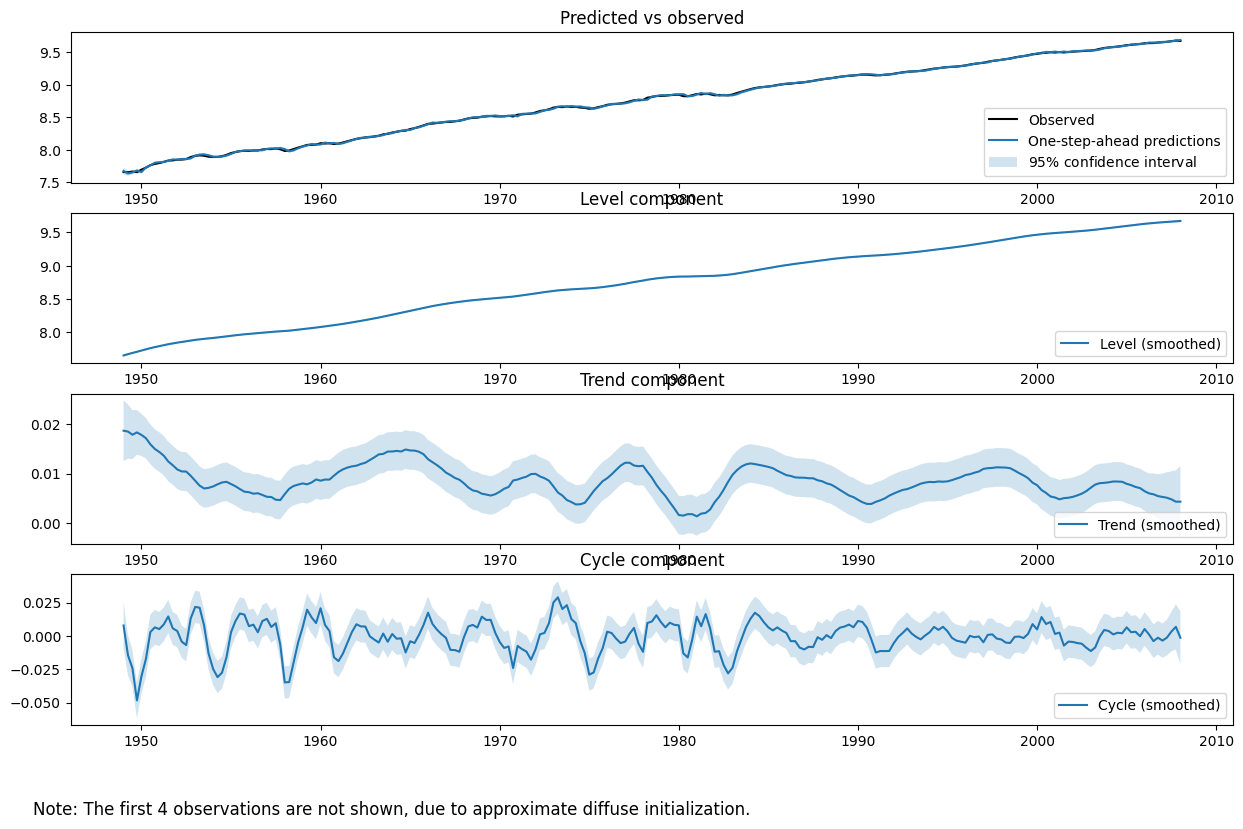 Predicted vs observed
9.5
9.0
8.5
8.0
7.5
Observed
One-step-ahead predictions
95% confidence interval
1950 1960 1970 1980 1990 2000 2010
Level component
9.5
9.0
8.5
8.0
Level (smoothed)
1950 1960 1970 1980 1990 2000 2010
Trend component
0.02
0.01
0.00
Trend (smoothed)
1950 1960 1970 1980 1990 2000 2010
Cycle component
0.025
0.000
−0.025
−0.050
Cycle (smoothed)
1950 1960 1970 1980 1990 2000 2010
Note: The first 4 observations are not shown, due to approximate diffuse initialization.